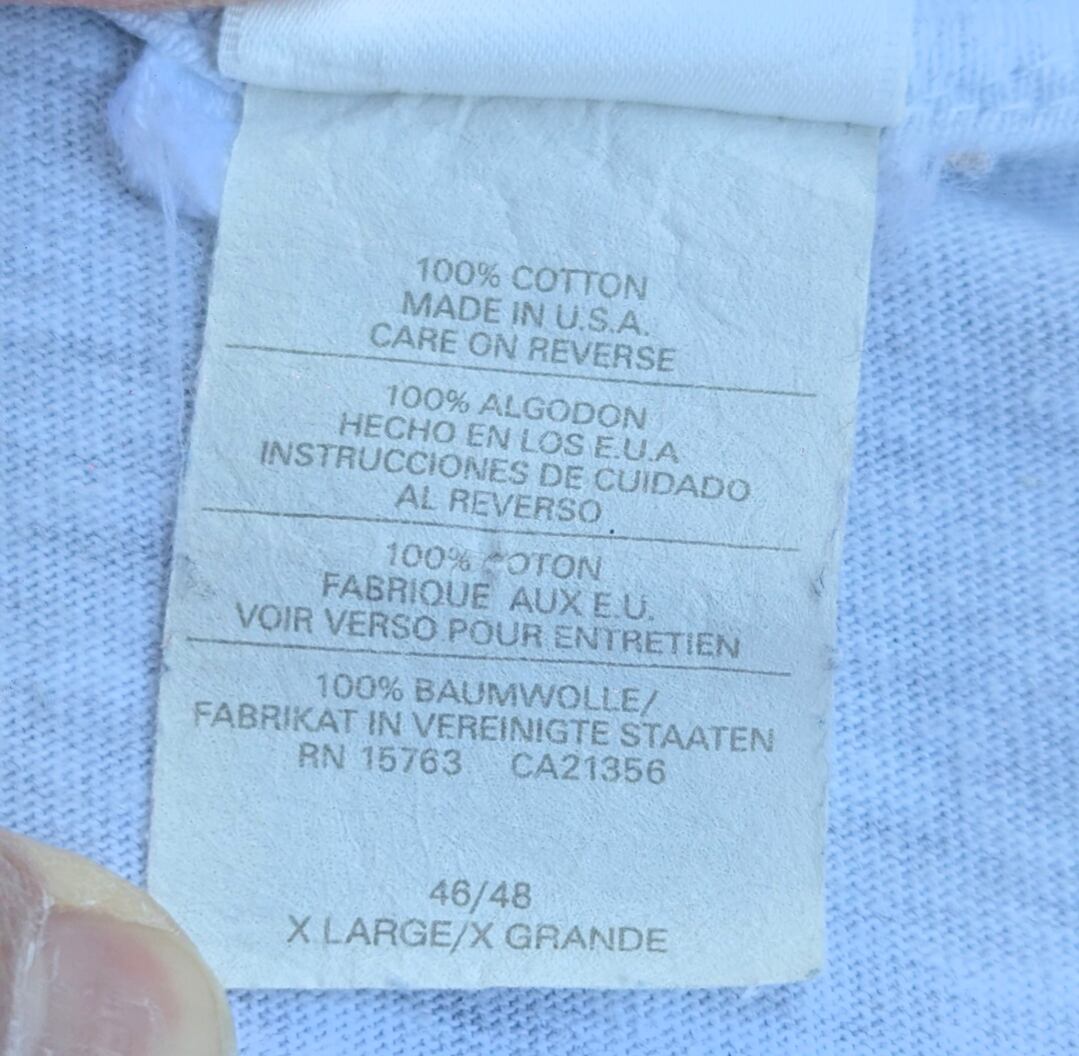 100% COTTON
MADE IN U.S.A.
CARE ON REVERSE
100% ALGODON
HECHO EN LOS E.U.A
INSTRUCCIONES DE CUIDADO
AL REVERSO
100% COTON
FABRIQUE AUX E.U.
VOIR VERSO POUR ENTRETIEN
100% BAUMWOLLE/
FABRIKAT IN VEREINIGTE STAATEN
RN 15763 CA21356
46/48
X LARGE/X GRANDE